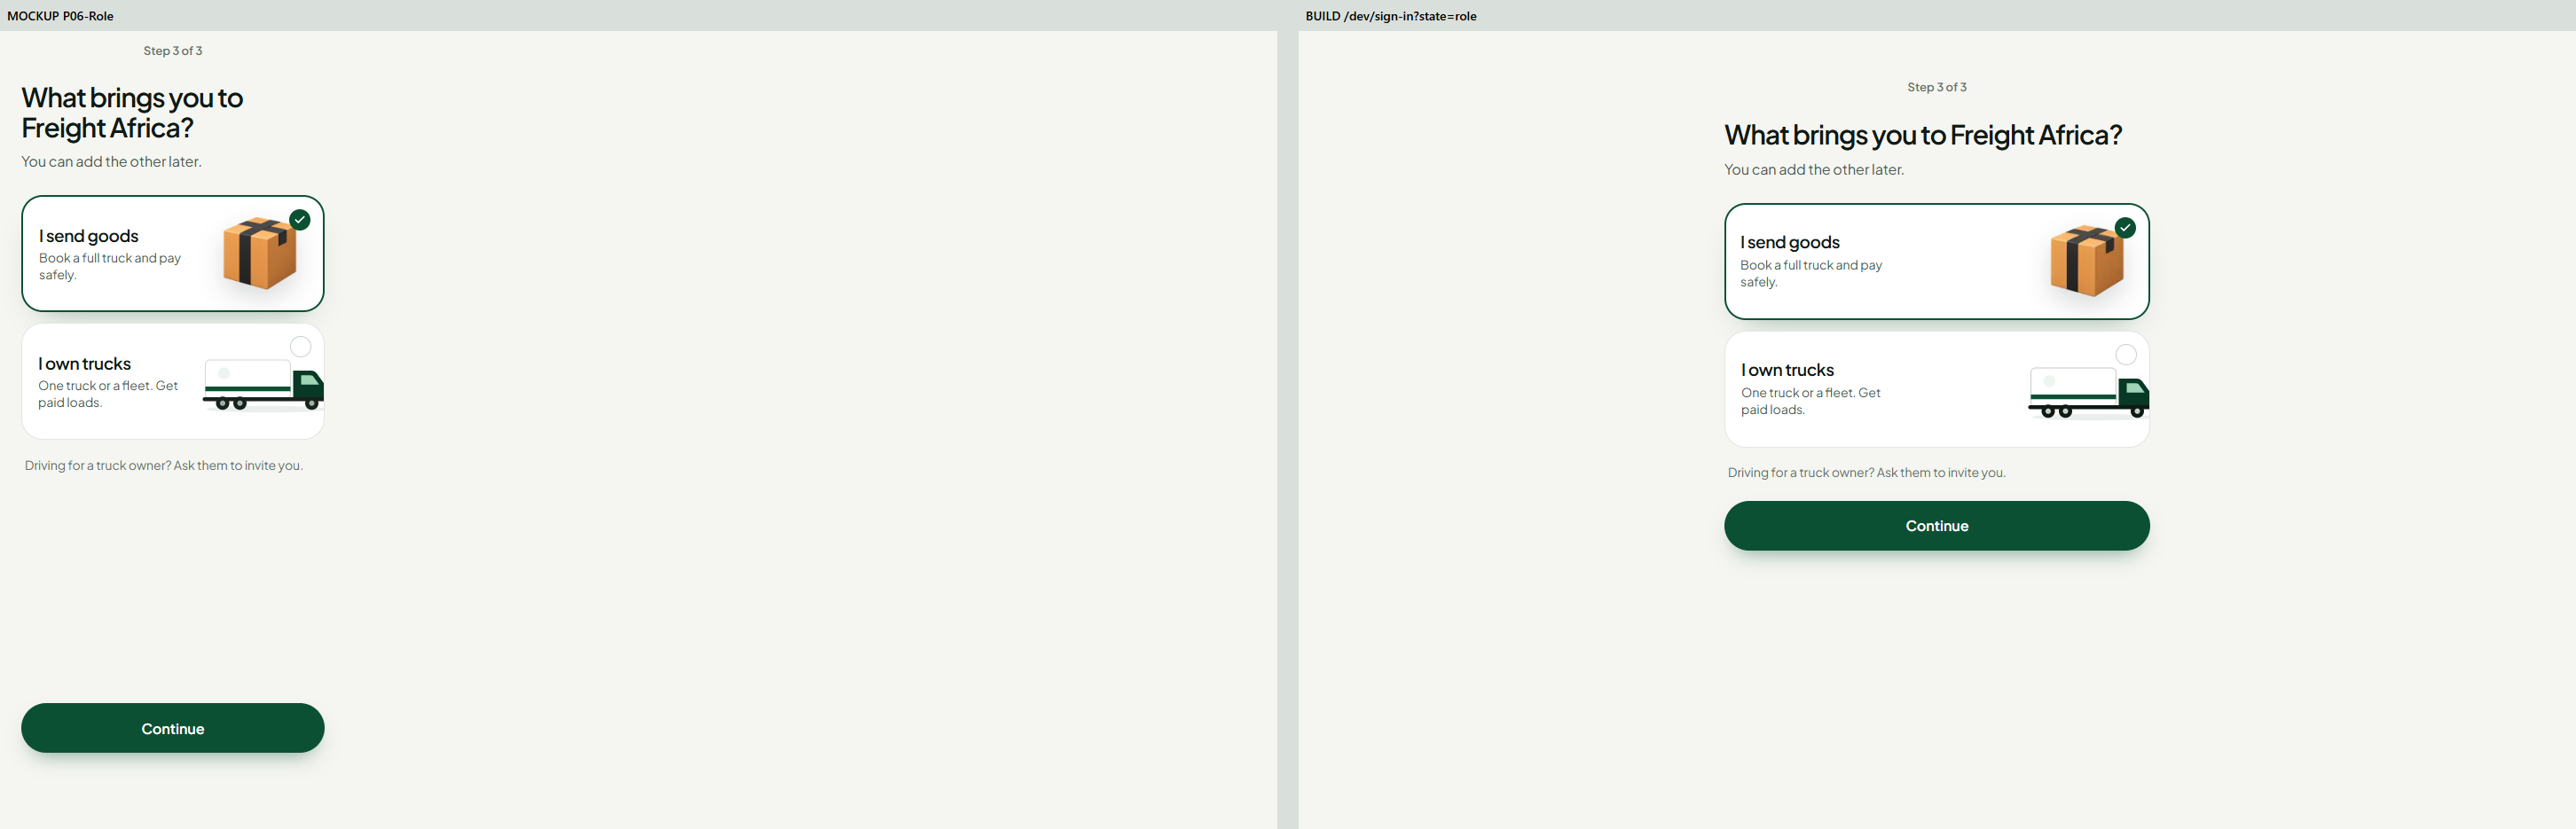 MOCKUP P06-Role
Step 3 of 3
What brings you to
Freight Africa?
You can add the other later.
I send goods
Book a full truck and pay
safely.
I own trucks
One truck or a fleet. Get
paid loads.
Driving for a truck owner? Ask them to invite you.
Continue
BUILD /dev/sign-in?state=role
Step 3 of 3
What brings you to Freight Africa?
You can add the other later.
I send goods
Book a full truck and pay
safely.
I own trucks
One truck or a fleet. Get
paid loads.
Driving for a truck owner? Ask them to invite you.
Continue